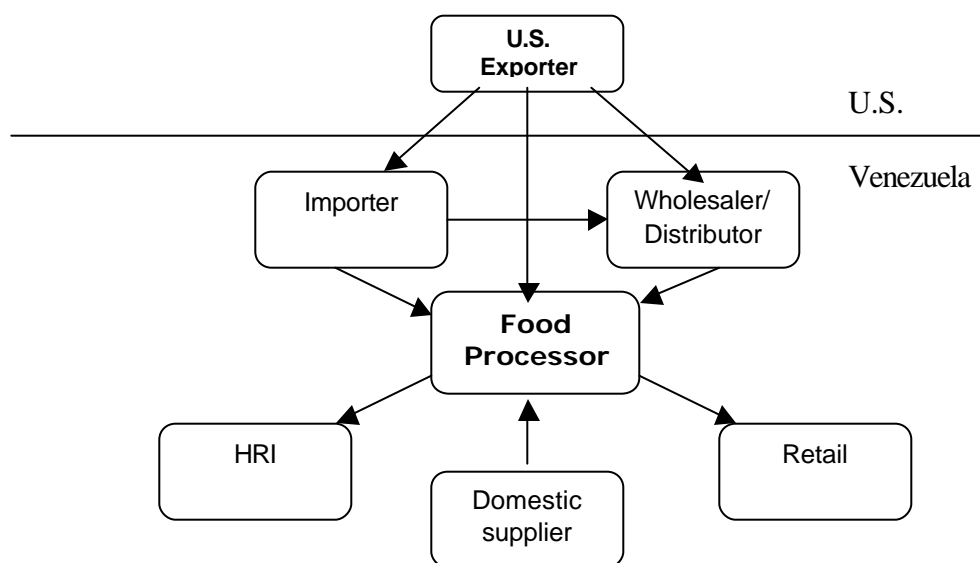 U.S.
Exporter
U.S.
Venezuela
Importer
Wholesaler/
Distributor
Food
Processor
HRI
Retail
Domestic
supplier